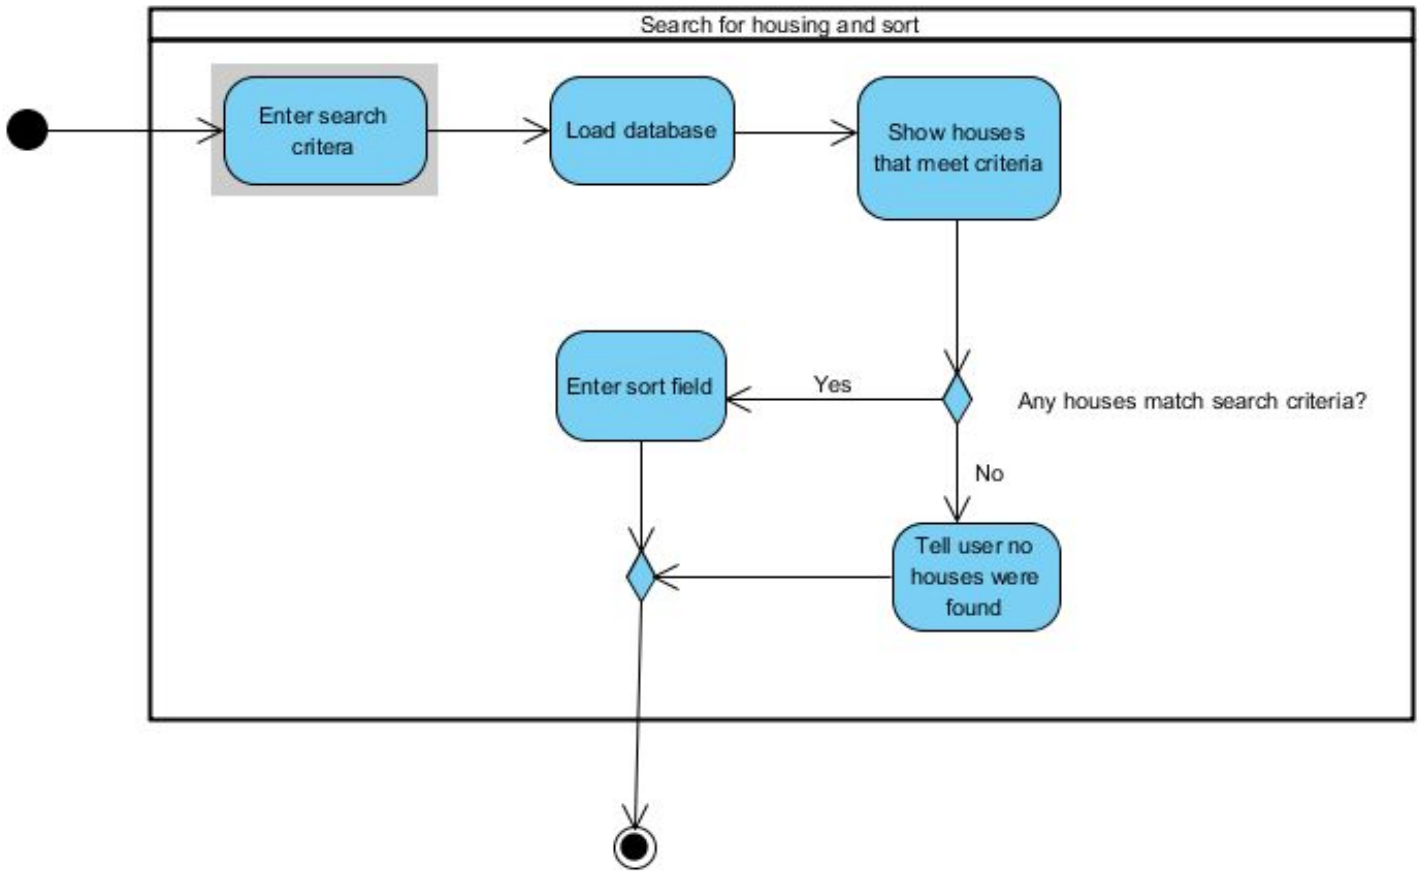 Search for housing and sort
Enter search
critera
Load database
Show houses
that meet criteria
Enter sort field
Yes
Any houses match search criteria?
No
Tell user no
houses were
found